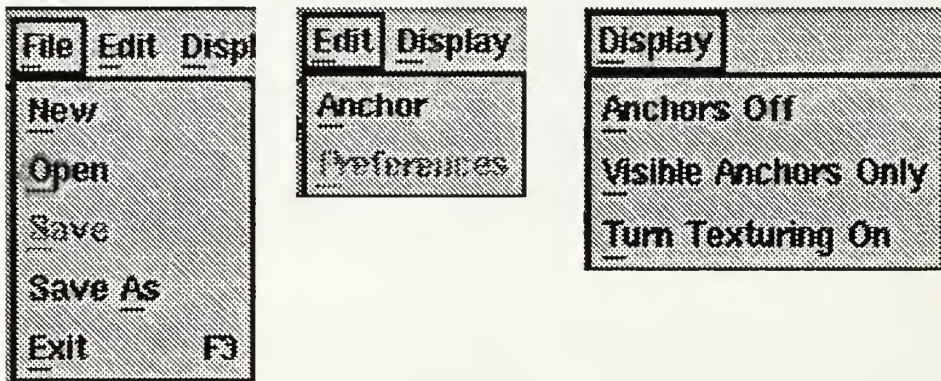 File Edit Displ
New
Open
Save
Save As
Exit F3
Edit Display
Anchor
Preferences
Display
Anchors Off
Visible Anchors Only
Turn Texturing On